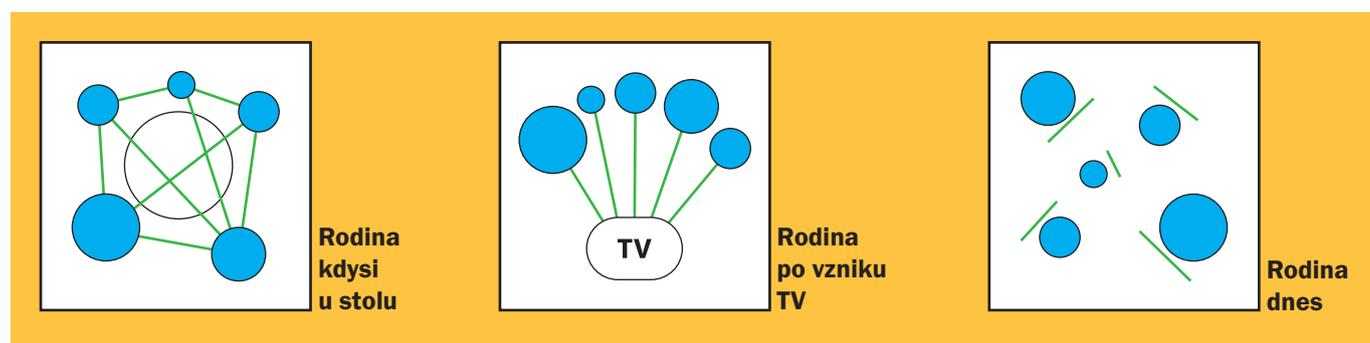 Rodina
kdysi
u stolu
TV
Rodina
po vzniku
TV
Rodina
dnes